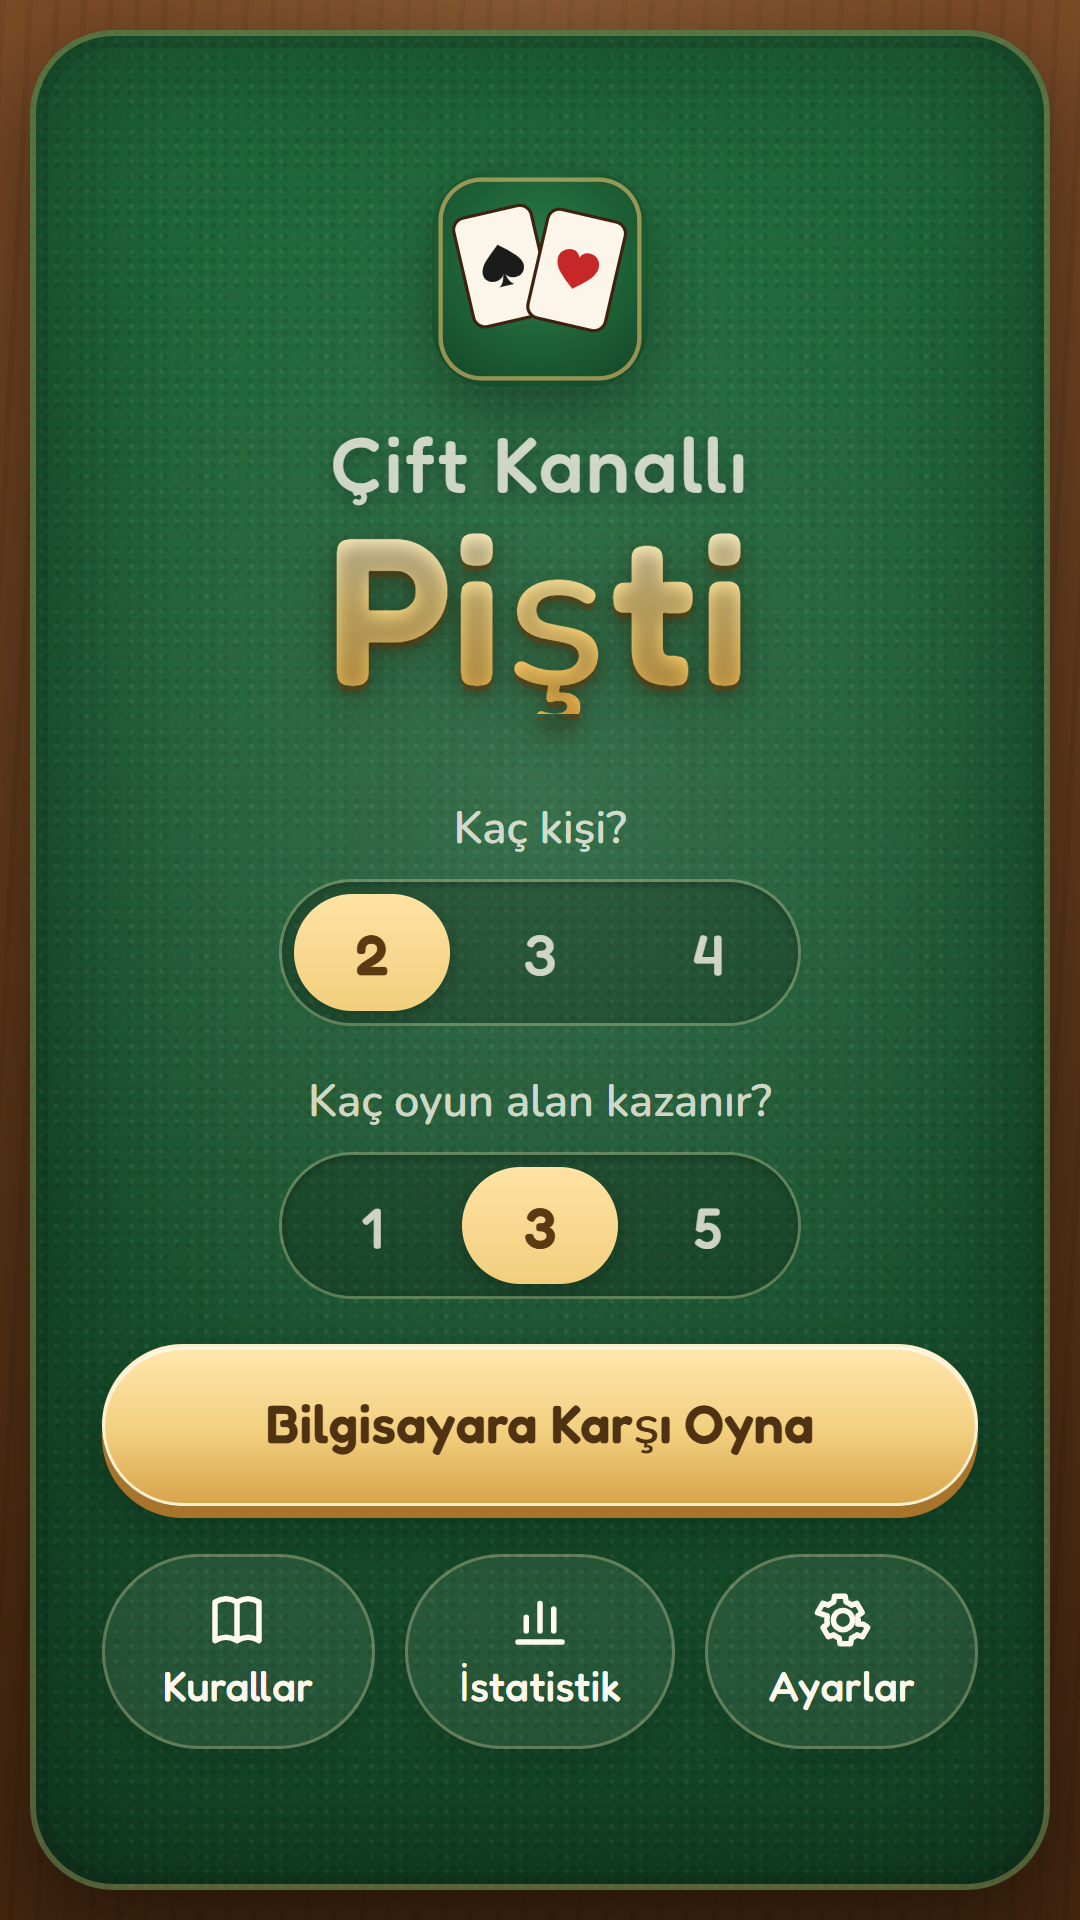 Çift Kanallı
Pişti
Kaç kişi?
2 3 4
Kaç oyun alan kazanır?
1 3 5
Bilgisayara Karşı Oyna
Kurallar İstatistik Ayarlar